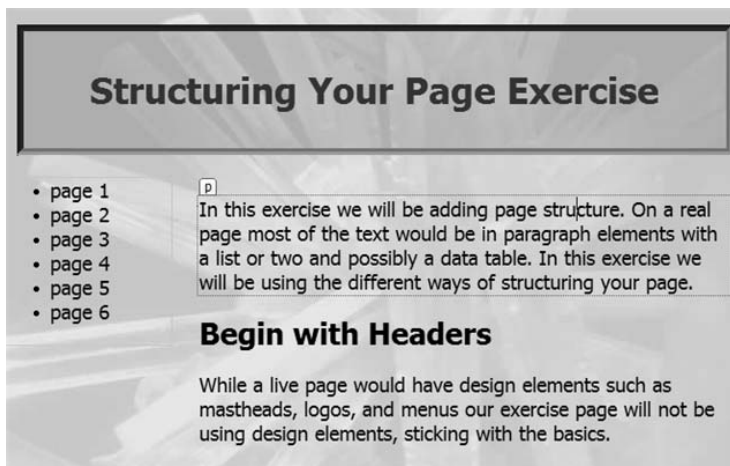 Structuring Your Page Exercise
• page 1
• page 2
• page 3
• page 4
• page 5
• page 6
p
In this exercise we will be adding page structure. On a real
page most of the text would be in paragraph elements with
a list or two and possibly a data table. In this exercise we
will be using the different ways of structuring your page.
Begin with Headers
While a live page would have design elements such as
mastheads, logos, and menus our exercise page will not be
using design elements, sticking with the basics.